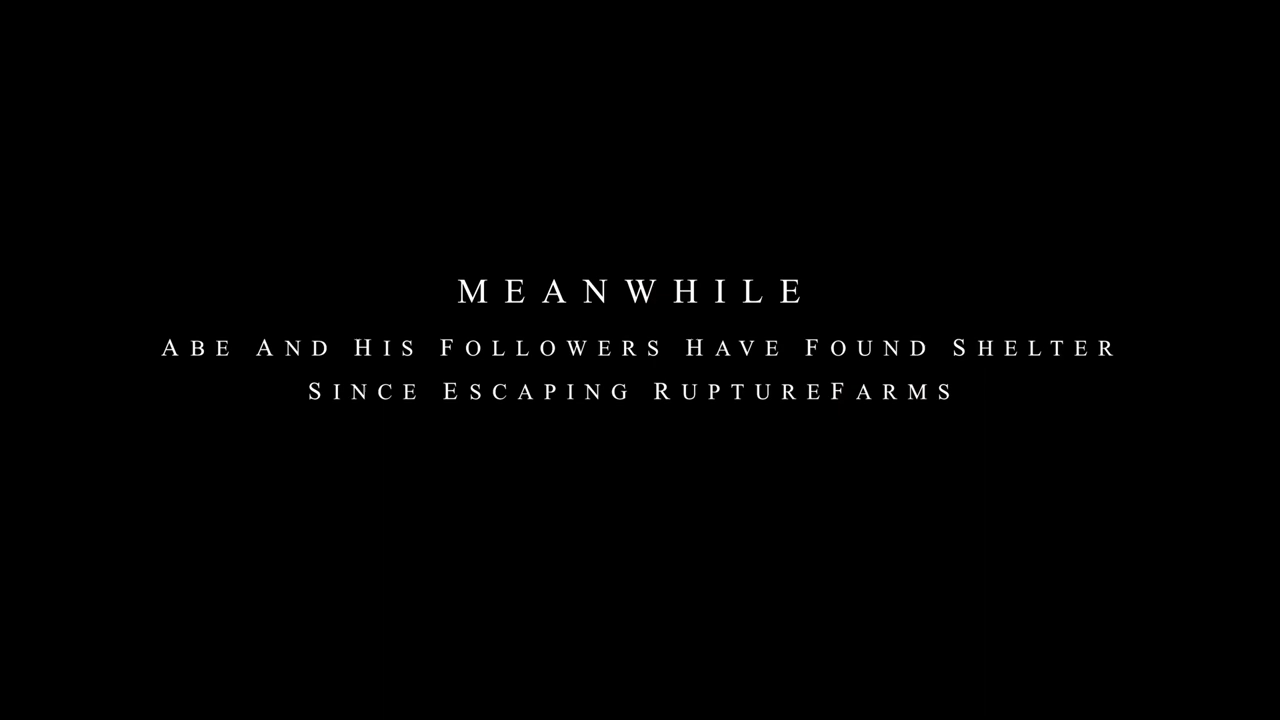 MEANWHILE
ABE AND HIS FOLLOWERS HAVE FOUND SHELTER
SINCE ESCAPING RUPTUREFARMS